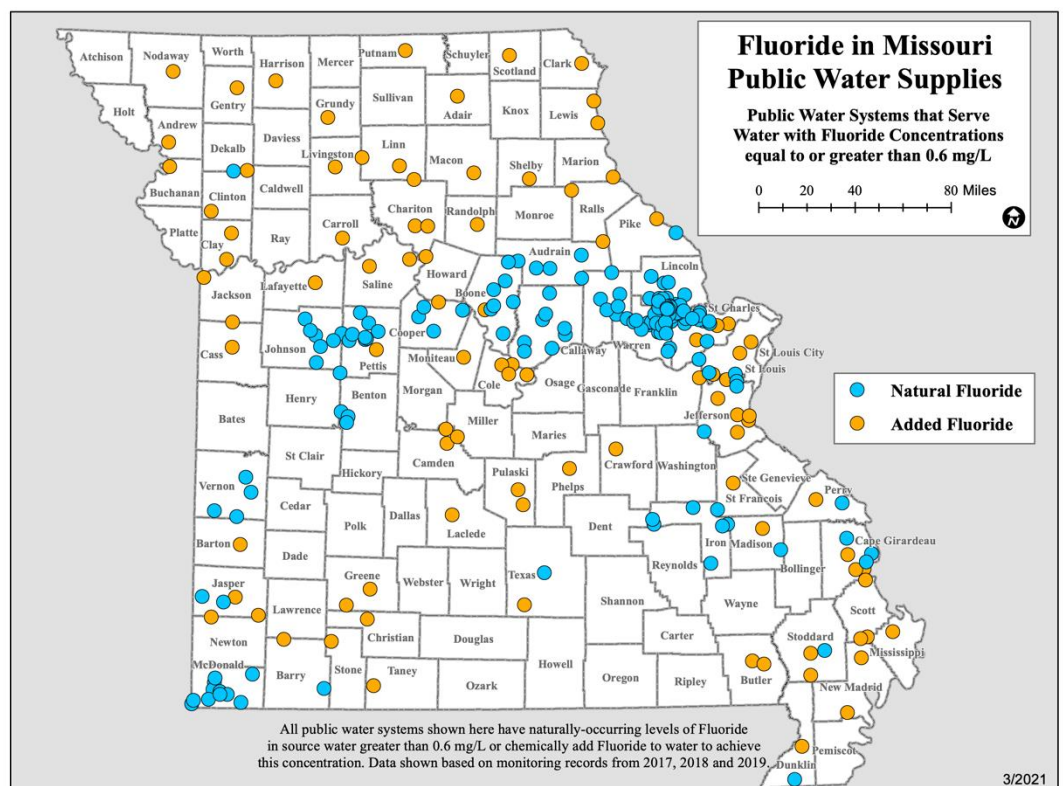 Fluoride in Missouri
Public Water Supplies
Public Water Systems that Serve
Water with Fluoride Concentrations
equal to or greater than 0.6 mg/L
0 20 40 80 Miles
N
Natural Fluoride
Added Fluoride
Atchison
Nodaway
Worth
Harrison
Mercer
Putnam
Schuyler
Scotland
Clark
Holt
Gentry
Grundy
Sullivan
Adair
Knox
Lewis
Andrew
Dekalb
Daviess
Livingston
Linn
Macon
Shelby
Marion
Buchanan
Clinton
Caldwell
Chariton
Randolph
Monroe
Ralls
Pike
Platte
Clay
Ray
Carroll
Howard
Audrain
Lincoln
Jackson
Lafayette
Saline
Boone
Cooper
Callaway
Warren
St Charles
St Louis City
St Louis
Cass
Johnson
Pettis
Moniteau
Cole
Osage
Gasconade
Franklin
Jefferson
Bates
Henry
Benton
Morgan
Miller
Maries
St Clair
Hickory
Camden
Pulaski
Phelps
Crawford
Washington
Ste Genevieve
St Francois
Perry
Vernon
Cedar
Polk
Dallas
Laclede
Dent
Iron
Madison
Cape Girardeau
Bollinger
Barton
Dade
Reynolds
Jasper
Greene
Webster
Wright
Texas
Shannon
Wayne
Scott
Lawrence
Newton
Christian
Douglas
Carter
Stoddard
Mississippi
McDonald
Barry
Stone
Taney
Ozark
Howell
Oregon
Ripley
Butler
New Madrid
Pemiscot
Dunklin
All public water systems shown here have naturally-occurring levels of Fluoride
in source water greater than 0.6 mg/L or chemically add Fluoride to water to achieve
this concentration. Data shown based on monitoring records from 2017, 2018 and 2019.
3/2021